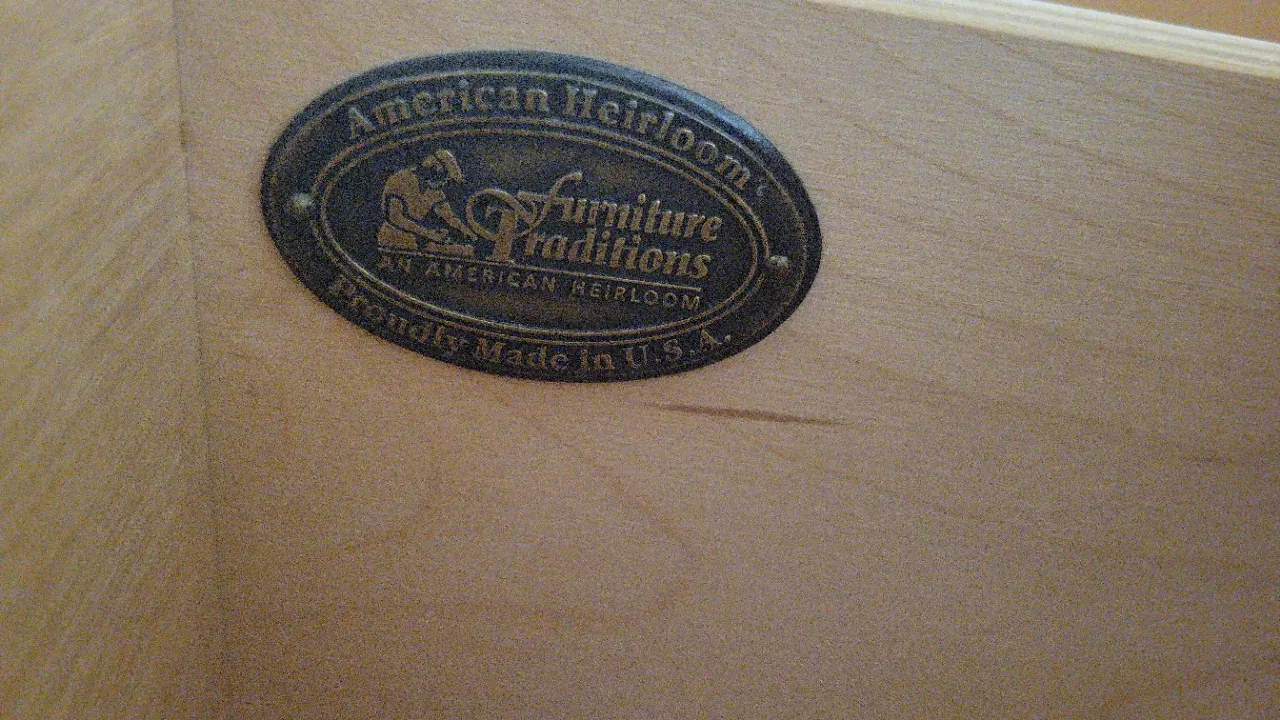 American Heirloom
Furniture
Traditions
AN AMERICAN HEIRLOOM
Proudly Made in U.S.A.